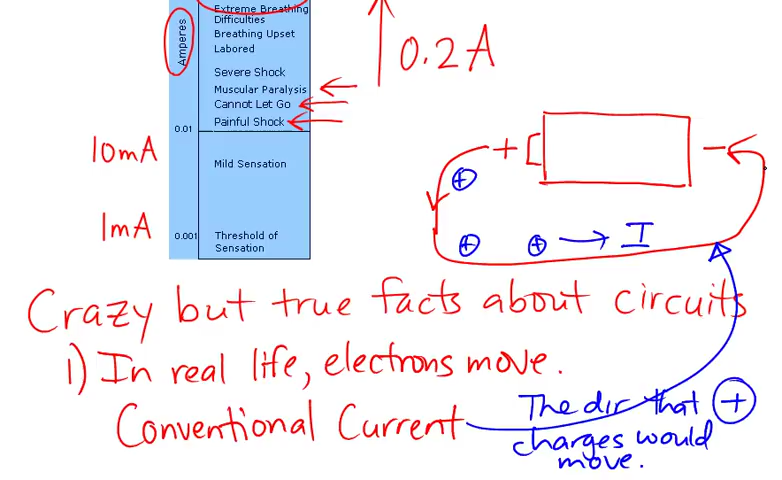 Extreme Breathing
Difficulties
Breathing Upset
Labored
Severe Shock
Muscular Paralysis
Cannot Let Go
Painful Shock
Mild Sensation
Threshold of
Sensation
Amperes
0.01
0.001
10mA
1mA
0.2A
+
−
+
+
+
I
Crazy but true facts about circuits
1) In real life, electrons move.
Conventional Current
The dir that +
charges would
move.